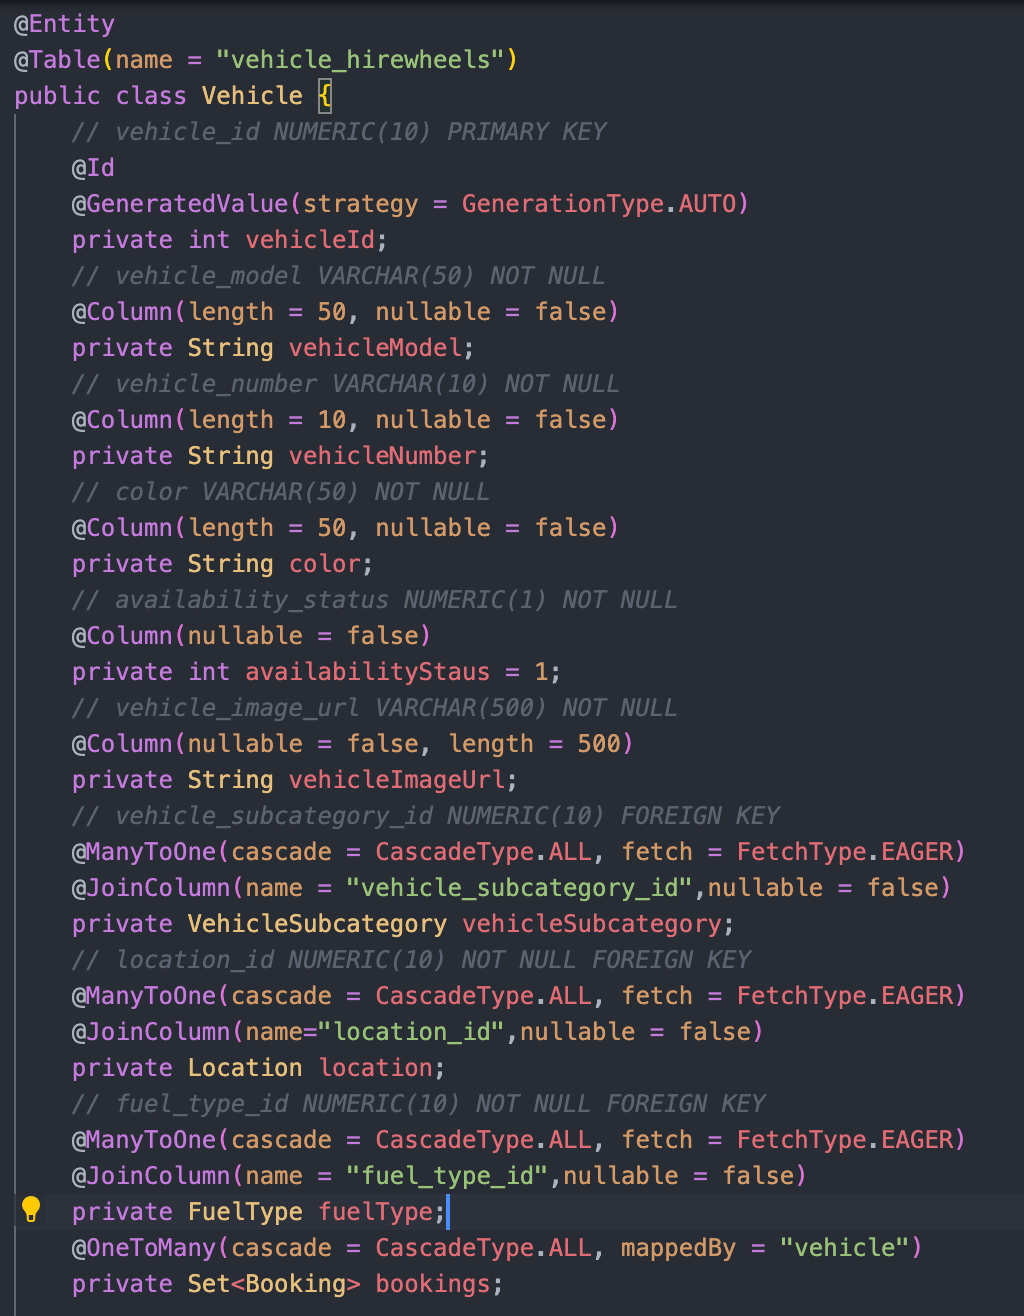 @Entity
@Table(name = "vehicle_hirewheels")
public class Vehicle {
// vehicle_id NUMERIC(10) PRIMARY KEY
@Id
@GeneratedValue(strategy = GenerationType.AUTO)
private int vehicleId;
// vehicle_model VARCHAR(50) NOT NULL
@Column(length = 50, nullable = false)
private String vehicleModel;
// vehicle_number VARCHAR(10) NOT NULL
@Column(length = 10, nullable = false)
private String vehicleNumber;
// color VARCHAR(50) NOT NULL
@Column(length = 50, nullable = false)
private String color;
// availability_status NUMERIC(1) NOT NULL
@Column(nullable = false)
private int availabilityStaus = 1;
// vehicle_image_url VARCHAR(500) NOT NULL
@Column(nullable = false, length = 500)
private String vehicleImageUrl;
// vehicle_subcategory_id NUMERIC(10) FOREIGN KEY
@ManyToOne(cascade = CascadeType.ALL, fetch = FetchType.EAGER)
@JoinColumn(name = "vehicle_subcategory_id",nullable = false)
private VehicleSubcategory vehicleSubcategory;
// location_id NUMERIC(10) NOT NULL FOREIGN KEY
@ManyToOne(cascade = CascadeType.ALL, fetch = FetchType.EAGER)
@JoinColumn(name="location_id",nullable = false)
private Location location;
// fuel_type_id NUMERIC(10) NOT NULL FOREIGN KEY
@ManyToOne(cascade = CascadeType.ALL, fetch = FetchType.EAGER)
@JoinColumn(name = "fuel_type_id",nullable = false)
private FuelType fuelType;
@OneToMany(cascade = CascadeType.ALL, mappedBy = "vehicle")
private Set<Booking> bookings;